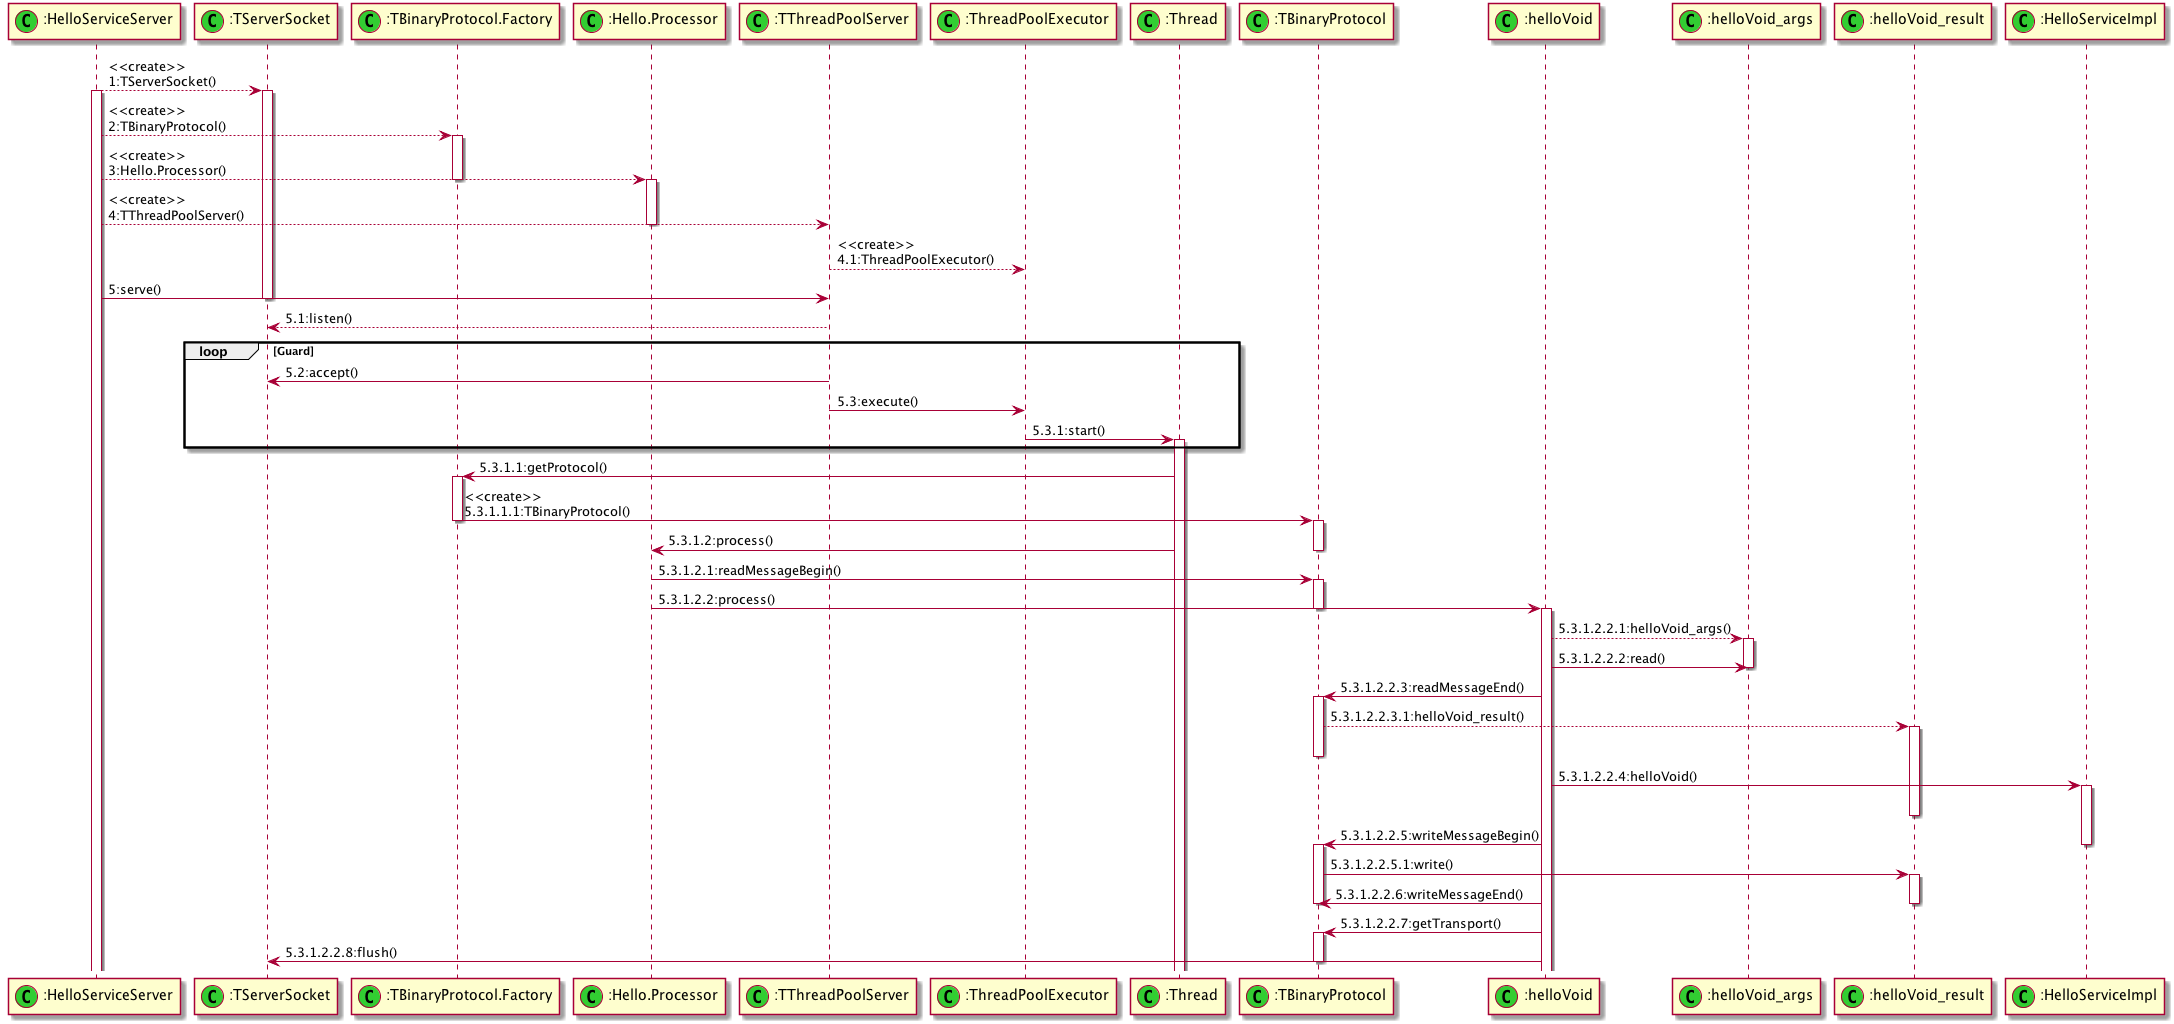 C :HelloServiceServer
C :TServerSocket
C :TBinaryProtocol.Factory
C :Hello.Processor
C :TThreadPoolServer
C :ThreadPoolExecutor
C :Thread
C :TBinaryProtocol
C :helloVoid
C :helloVoid_args
C :helloVoid_result
C :HelloServiceImpl
<<create>>
1:TServerSocket()
<<create>>
2:TBinaryProtocol()
<<create>>
3:Hello.Processor()
<<create>>
4:TThreadPoolServer()
<<create>>
4.1:ThreadPoolExecutor()
5:serve()
5.1:listen()
loop [Guard]
5.2:accept()
5.3:execute()
5.3.1:start()
5.3.1.1:getProtocol()
<<create>>
5.3.1.1.1:TBinaryProtocol()
5.3.1.2:process()
5.3.1.2.1:readMessageBegin()
5.3.1.2.2:process()
5.3.1.2.2.1:helloVoid_args()
5.3.1.2.2.2:read()
5.3.1.2.2.3:readMessageEnd()
5.3.1.2.2.3.1:helloVoid_result()
5.3.1.2.2.4:helloVoid()
5.3.1.2.2.5:writeMessageBegin()
5.3.1.2.2.5.1:write()
5.3.1.2.2.6:writeMessageEnd()
5.3.1.2.2.7:getTransport()
5.3.1.2.2.8:flush()
C :HelloServiceServer
C :TServerSocket
C :TBinaryProtocol.Factory
C :Hello.Processor
C :TThreadPoolServer
C :ThreadPoolExecutor
C :Thread
C :TBinaryProtocol
C :helloVoid
C :helloVoid_args
C :helloVoid_result
C :HelloServiceImpl